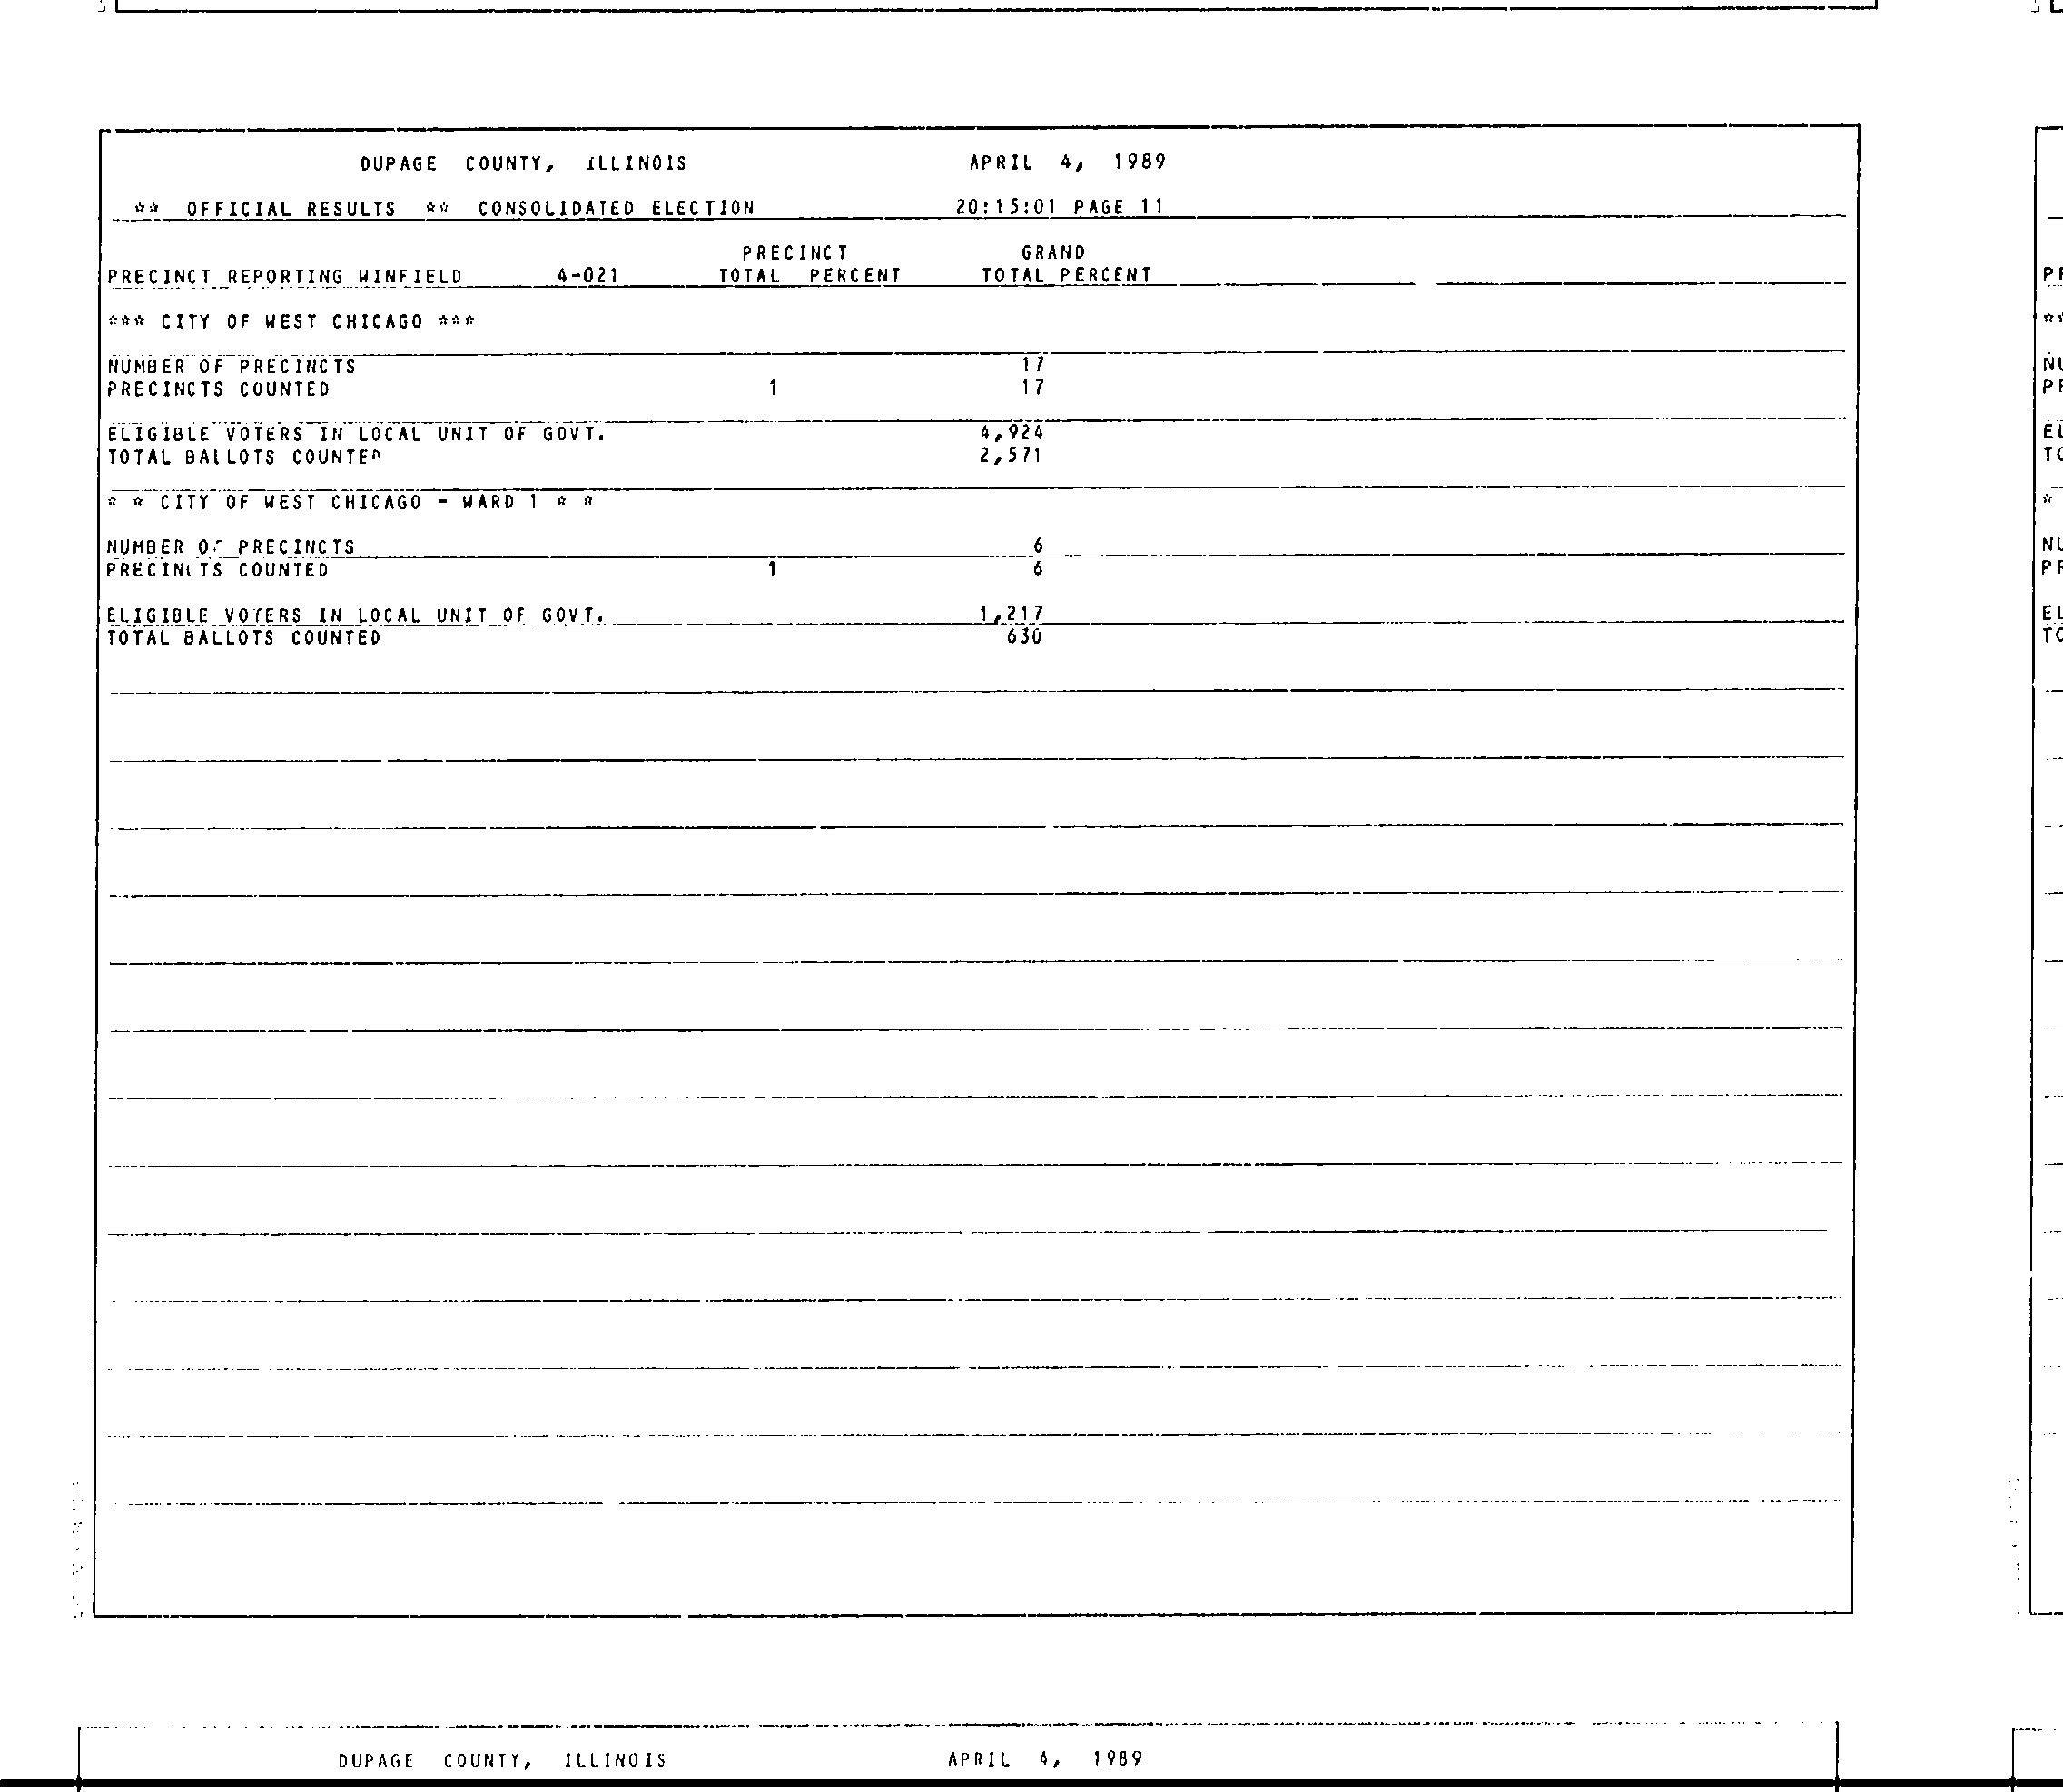 DUPAGE COUNTY, ILLINOIS APRIL 4, 1989
** OFFICIAL RESULTS ** CONSOLIDATED ELECTION 20:15:01 PAGE 11
PRECINCT GRAND
PRECINCT REPORTING WINFIELD 4-021 TOTAL PERCENT TOTAL PERCENT
*** CITY OF WEST CHICAGO ***
NUMBER OF PRECINCTS 17
PRECINCTS COUNTED 1 17
ELIGIBLE VOTERS IN LOCAL UNIT OF GOVT. 4,924
TOTAL BALLOTS COUNTED 2,571
* * CITY OF WEST CHICAGO - WARD 1 * *
NUMBER OF PRECINCTS 6
PRECINCTS COUNTED 1 6
ELIGIBLE VOTERS IN LOCAL UNIT OF GOVT. 1,217
TOTAL BALLOTS COUNTED 630
DUPAGE COUNTY, ILLINOIS APRIL 4, 1989